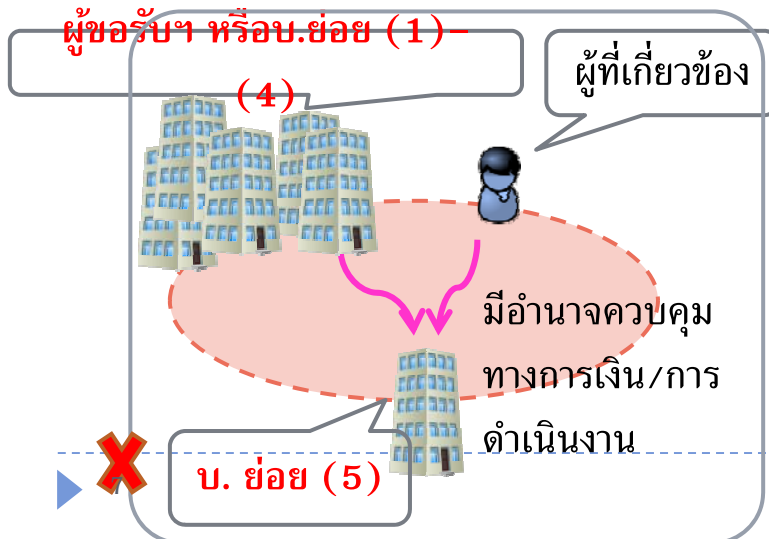 ผู้ขอรับฯ หรือบ.ย่อย (1)–
(4)
ผู้ที่เกี่ยวข้อง
มีอำนาจควบคุม
ทางการเงิน/การ
ดำเนินงาน
บ. ย่อย (5)